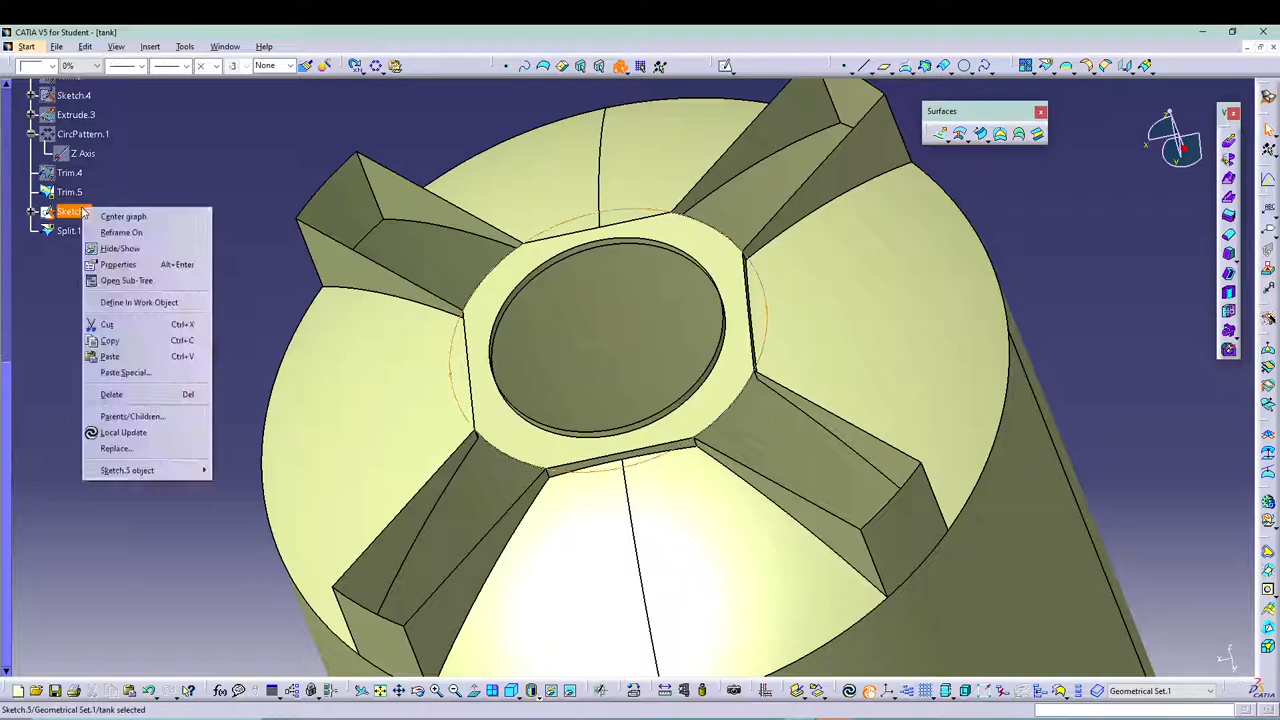 CATIA V5 for Student - [tank]
Start File Edit View Insert Tools Window Help
0% None
Sketch.4
Extrude.3
CircPattern.1
Z Axis
Trim.4
Trim.5
Sketch
Split.1
Center graph
Reframe On
Hide/Show
Properties Alt+Enter
Open Sub-Tree
Define In Work Object
Cut Ctrl+X
Copy Ctrl+C
Paste Ctrl+V
Paste Special...
Delete Del
Parents/Children...
Local Update
Replace...
Sketch.5 object
Surfaces
V
ABC
x
y
z
f(x)
Geometrical Set.1
Sketch.5/Geometrical Set.1/tank selected